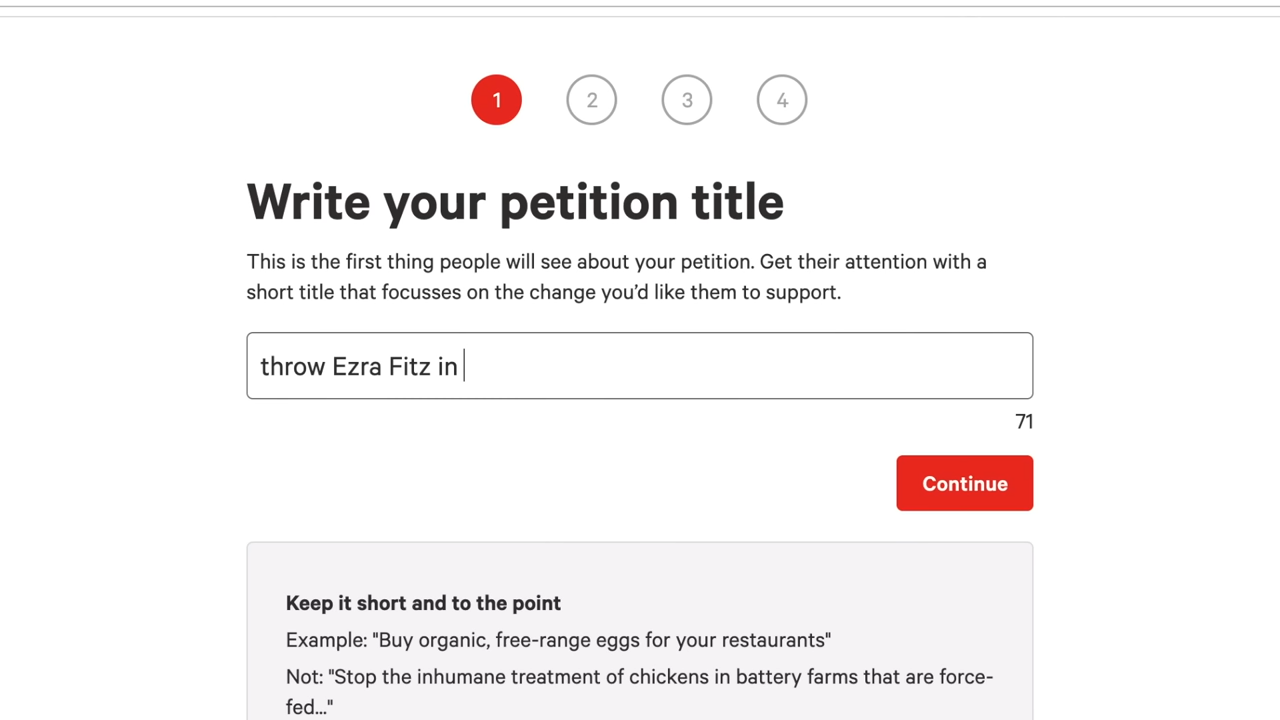 1 2 3 4
Write your petition title
This is the first thing people will see about your petition. Get their attention with a
short title that focusses on the change you’d like them to support.
throw Ezra Fitz in
71
Continue
Keep it short and to the point
Example: "Buy organic, free-range eggs for your restaurants"
Not: "Stop the inhumane treatment of chickens in battery farms that are force-
fed..."